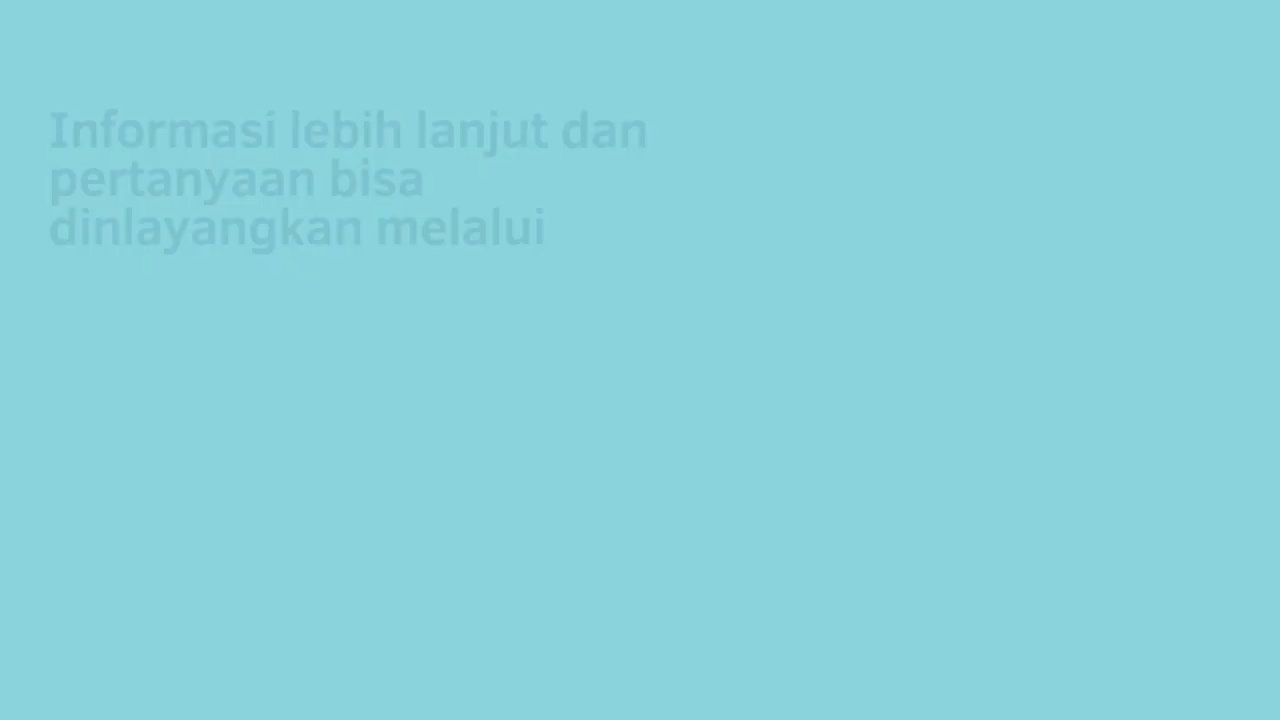 Informasi lebih lanjut dan
pertanyaan bisa
dinlayangkan melalui